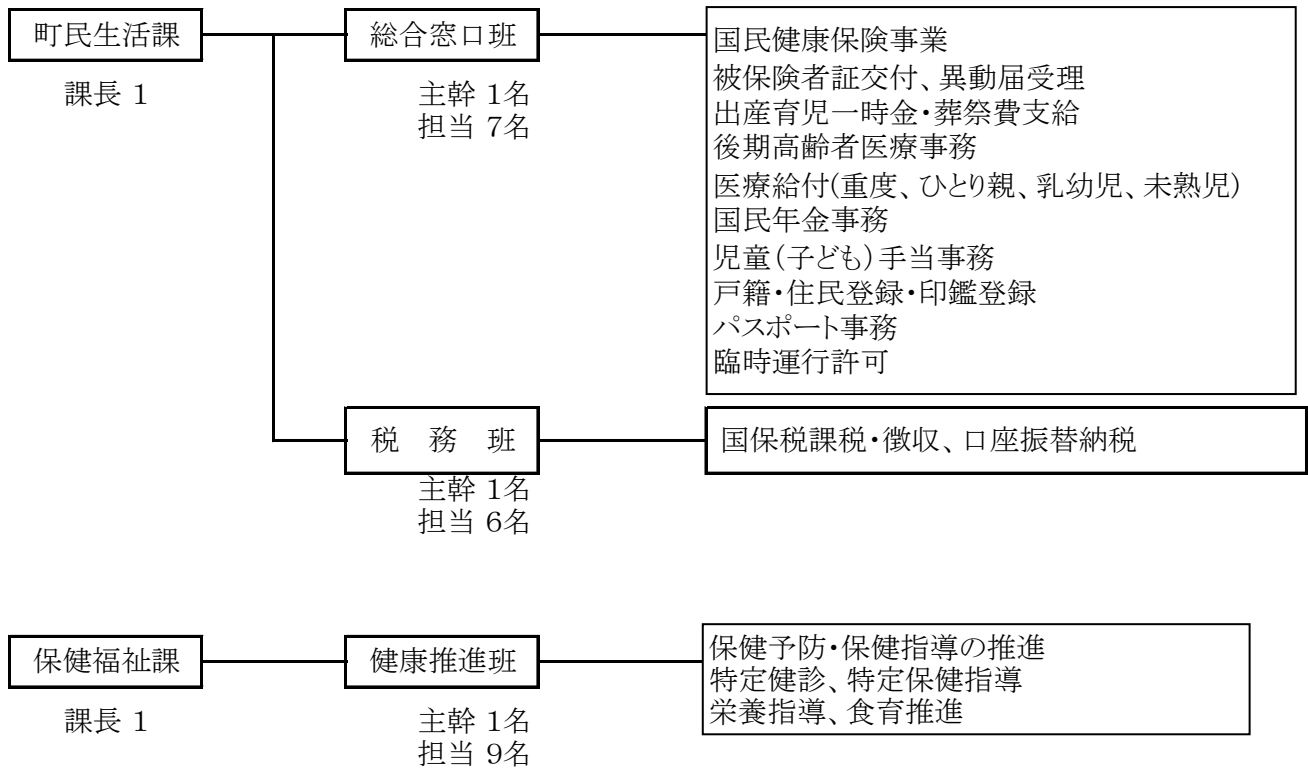 町民生活課
課長 1
総合窓口班
主幹 1名
担当 7名
国民健康保険事業
被保険者証交付、異動届受理
出産育児一時金・葬祭費支給
後期高齢者医療事務
医療給付(重度、ひとり親、乳幼児、未熟児)
国民年金事務
児童(子ども)手当事務
戸籍・住民登録・印鑑登録
パスポート事務
臨時運行許可
税 務 班
主幹 1名
担当 6名
国保税課税・徴収、口座振替納税
保健福祉課
課長 1
健康推進班
主幹 1名
担当 9名
保健予防・保健指導の推進
特定健診、特定保健指導
栄養指導、食育推進